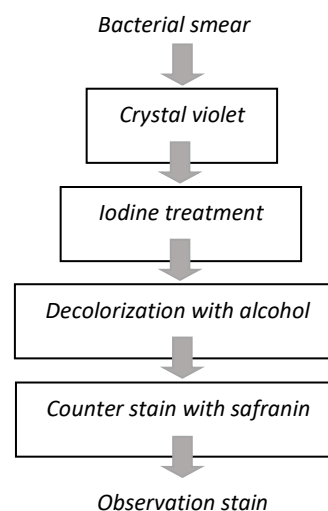 Bacterial smear
Crystal violet
Iodine treatment
Decolorization with alcohol
Counter stain with safranin
Observation stain